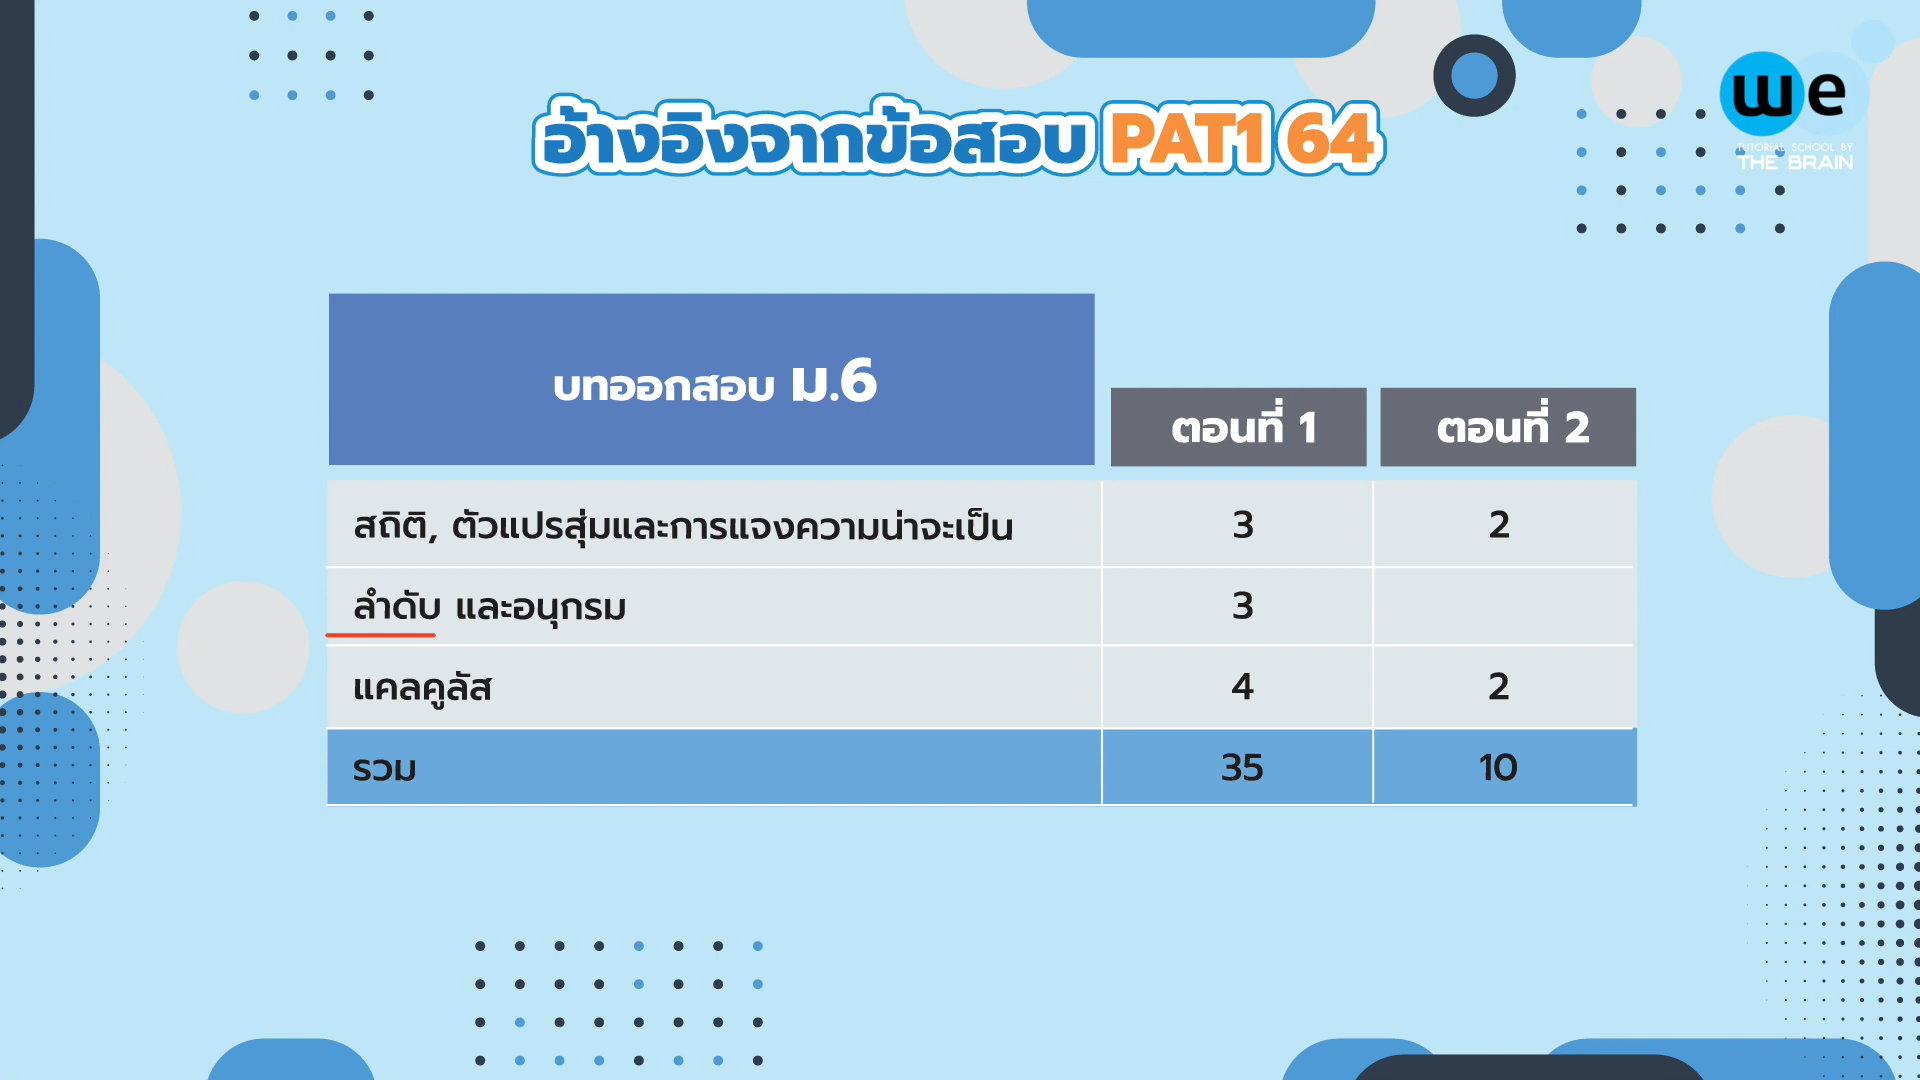 อ้างอิงจากข้อสอบ PAT1 64
we
TUTORIAL SCHOOL BY
THE BRAIN
บทออกสอบ ม.6
ตอนที่ 1 ตอนที่ 2
สถิติ, ตัวแปรสุ่มและการแจงความน่าจะเป็น 3 2
ลำดับ และอนุกรม 3
แคลคูลัส 4 2
รวม 35 10